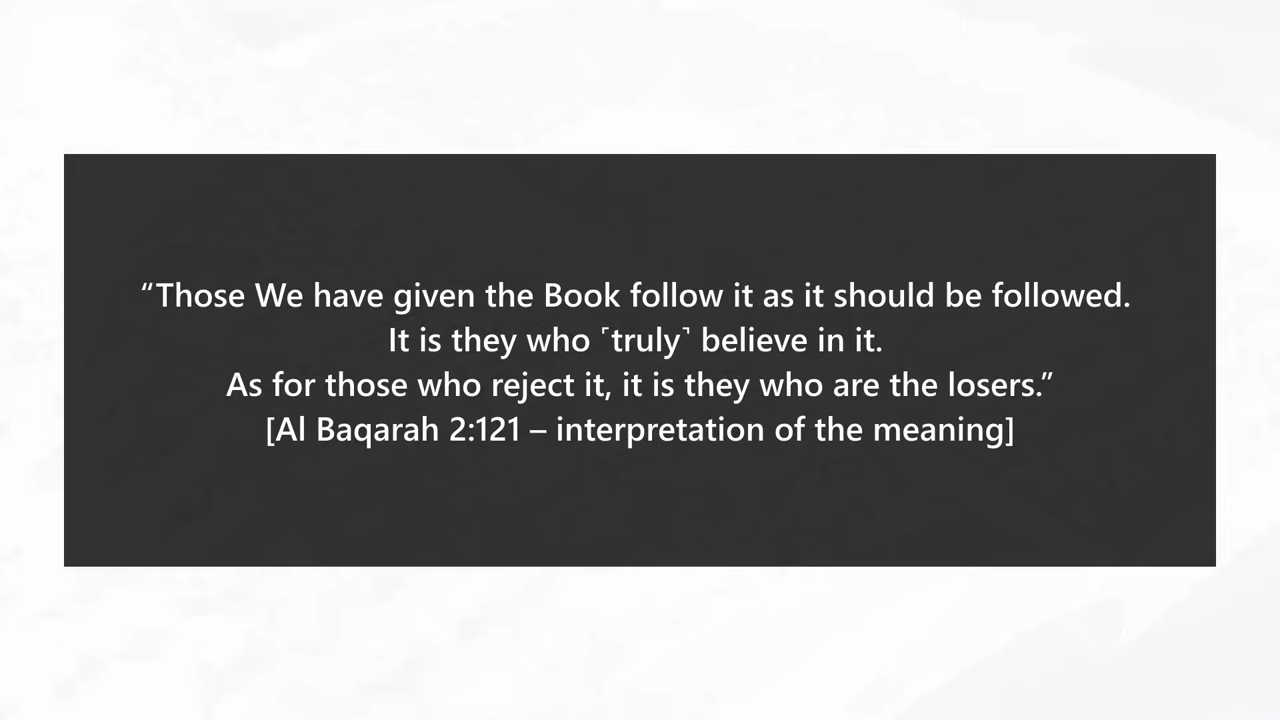 “Those We have given the Book follow it as it should be followed.
It is they who ˹truly˺ believe in it.
As for those who reject it, it is they who are the losers.”
[Al Baqarah 2:121 – interpretation of the meaning]